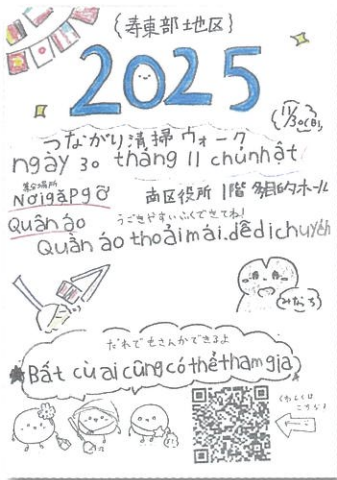 {寿東部地区}
2025
11/30(日)
つながり清掃ウォーク
ngày 30 tháng 11 chủ nhật
集合場所
Nơi gặp gỡ 南区役所 1階 多目的ホール
Quần áo うごきやすいふくできてね!
Quần áo thoải mái, dễ di chuyển
みなっち
だれでもさんかできるよ
★Bất cứ ai cũng có thể tham gia
くわしくは
こちら